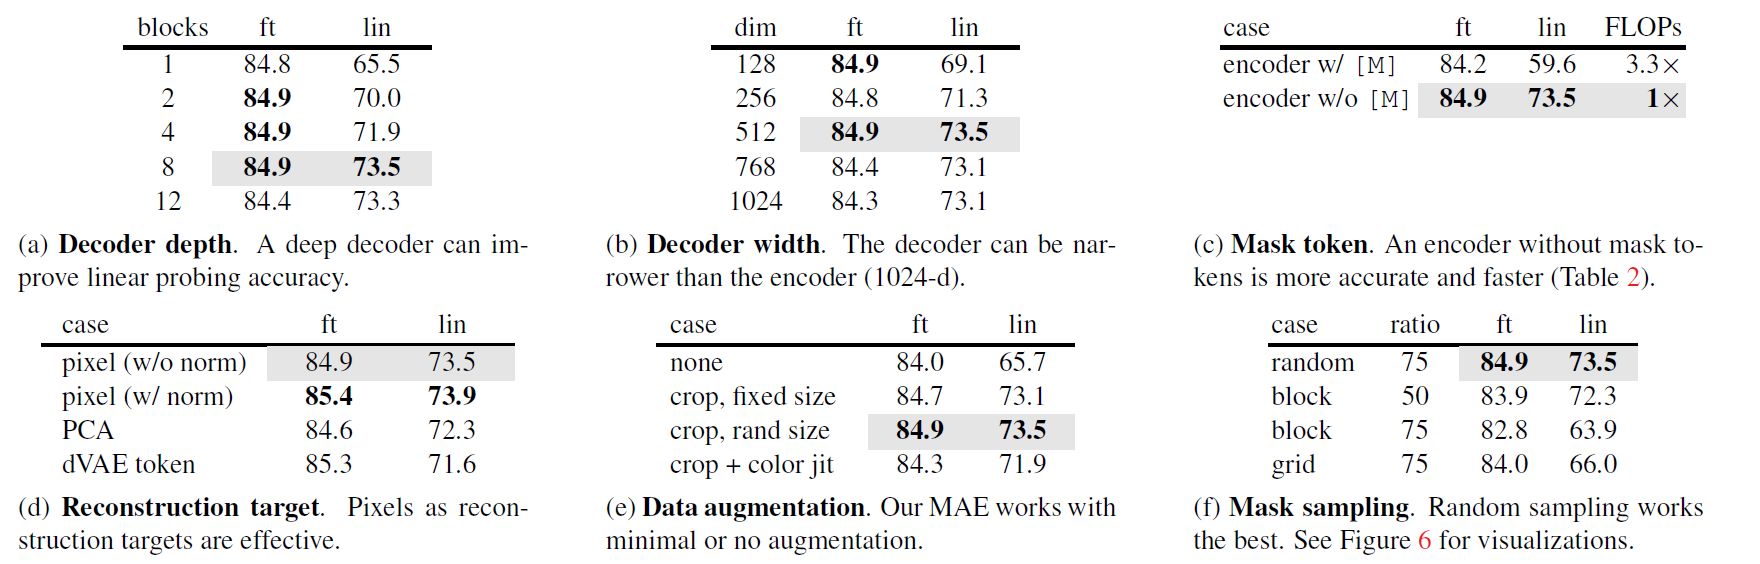 blocks ft lin
1 84.8 65.5
2 84.9 70.0
4 84.9 71.9
8 84.9 73.5
12 84.4 73.3
(a) Decoder depth. A deep decoder can im-
prove linear probing accuracy.
dim ft lin
128 84.9 69.1
256 84.8 71.3
512 84.9 73.5
768 84.4 73.1
1024 84.3 73.1
(b) Decoder width. The decoder can be nar-
rower than the encoder (1024-d).
case ft lin FLOPs
encoder w/ [M] 84.2 59.6 3.3×
encoder w/o [M] 84.9 73.5 1×
(c) Mask token. An encoder without mask to-
kens is more accurate and faster (Table 2).
case ft lin
pixel (w/o norm) 84.9 73.5
pixel (w/ norm) 85.4 73.9
PCA 84.6 72.3
dVAE token 85.3 71.6
(d) Reconstruction target. Pixels as recon-
struction targets are effective.
case ft lin
none 84.0 65.7
crop, fixed size 84.7 73.1
crop, rand size 84.9 73.5
crop + color jit 84.3 71.9
(e) Data augmentation. Our MAE works with
minimal or no augmentation.
case ratio ft lin
random 75 84.9 73.5
block 50 83.9 72.3
block 75 82.8 63.9
grid 75 84.0 66.0
(f) Mask sampling. Random sampling works
the best. See Figure 6 for visualizations.